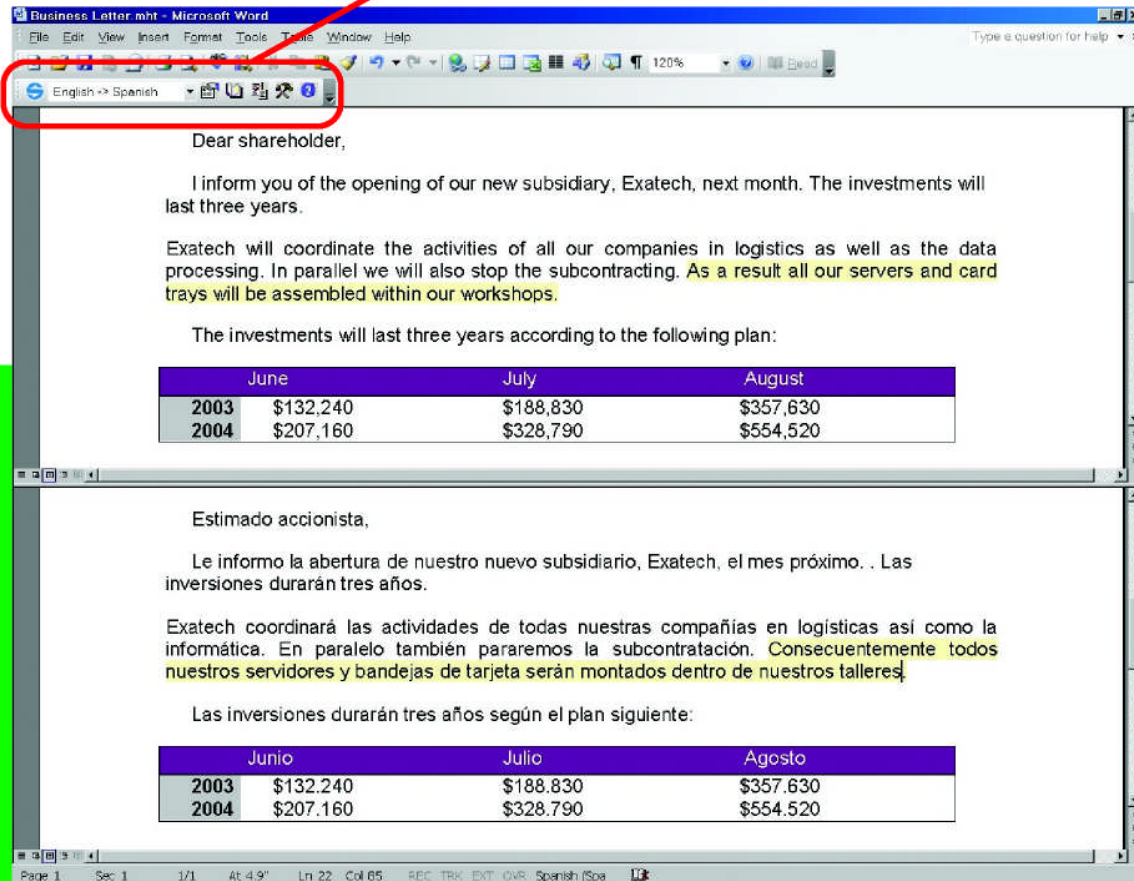 Business Letter.mht - Microsoft Word
File Edit View Insert Format Tools Table Window Help
Type a question for help
120% Read
English -> Spanish
Dear shareholder,
I inform you of the opening of our new subsidiary, Exatech, next month. The investments will
last three years.
Exatech will coordinate the activities of all our companies in logistics as well as the data
processing. In parallel we will also stop the subcontracting. As a result all our servers and card
trays will be assembled within our workshops.
The investments will last three years according to the following plan:
June July August
2003 $132,240 $188,830 $357,630
2004 $207,160 $328,790 $554,520
Estimado accionista,
Le informo la abertura de nuestro nuevo subsidiario, Exatech, el mes próximo. . Las
inversiones durarán tres años.
Exatech coordinará las actividades de todas nuestras compañías en logísticas así como la
informática. En paralelo también pararemos la subcontratación. Consecuentemente todos
nuestros servidores y bandejas de tarjeta serán montados dentro de nuestros talleres.
Las inversiones durarán tres años según el plan siguiente:
Junio Julio Agosto
2003 $132.240 $188.830 $357.630
2004 $207.160 $328.790 $554.520
Page 1 Sec 1 1/1 At 4.9" Ln 22 Col 85 REC TRK EXT OVR Spanish (Spa